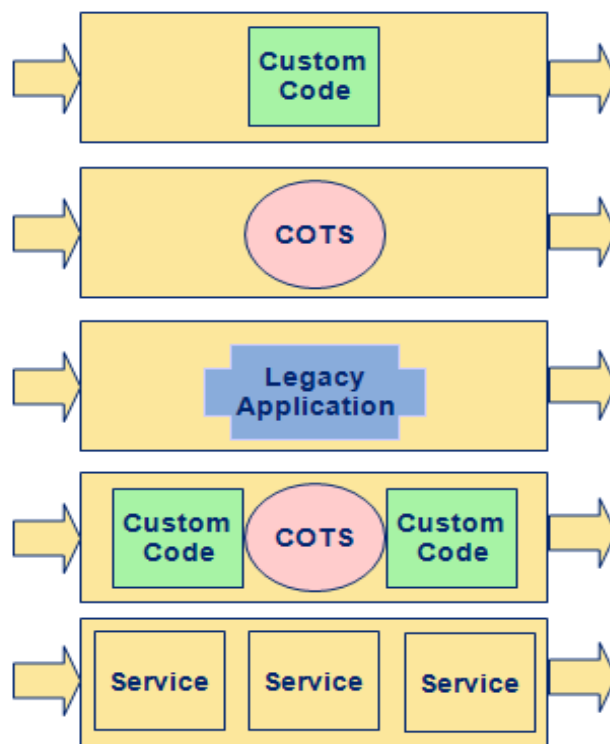 Custom
Code
COTS
Legacy
Application
Custom
Code
COTS
Custom
Code
Service
Service
Service